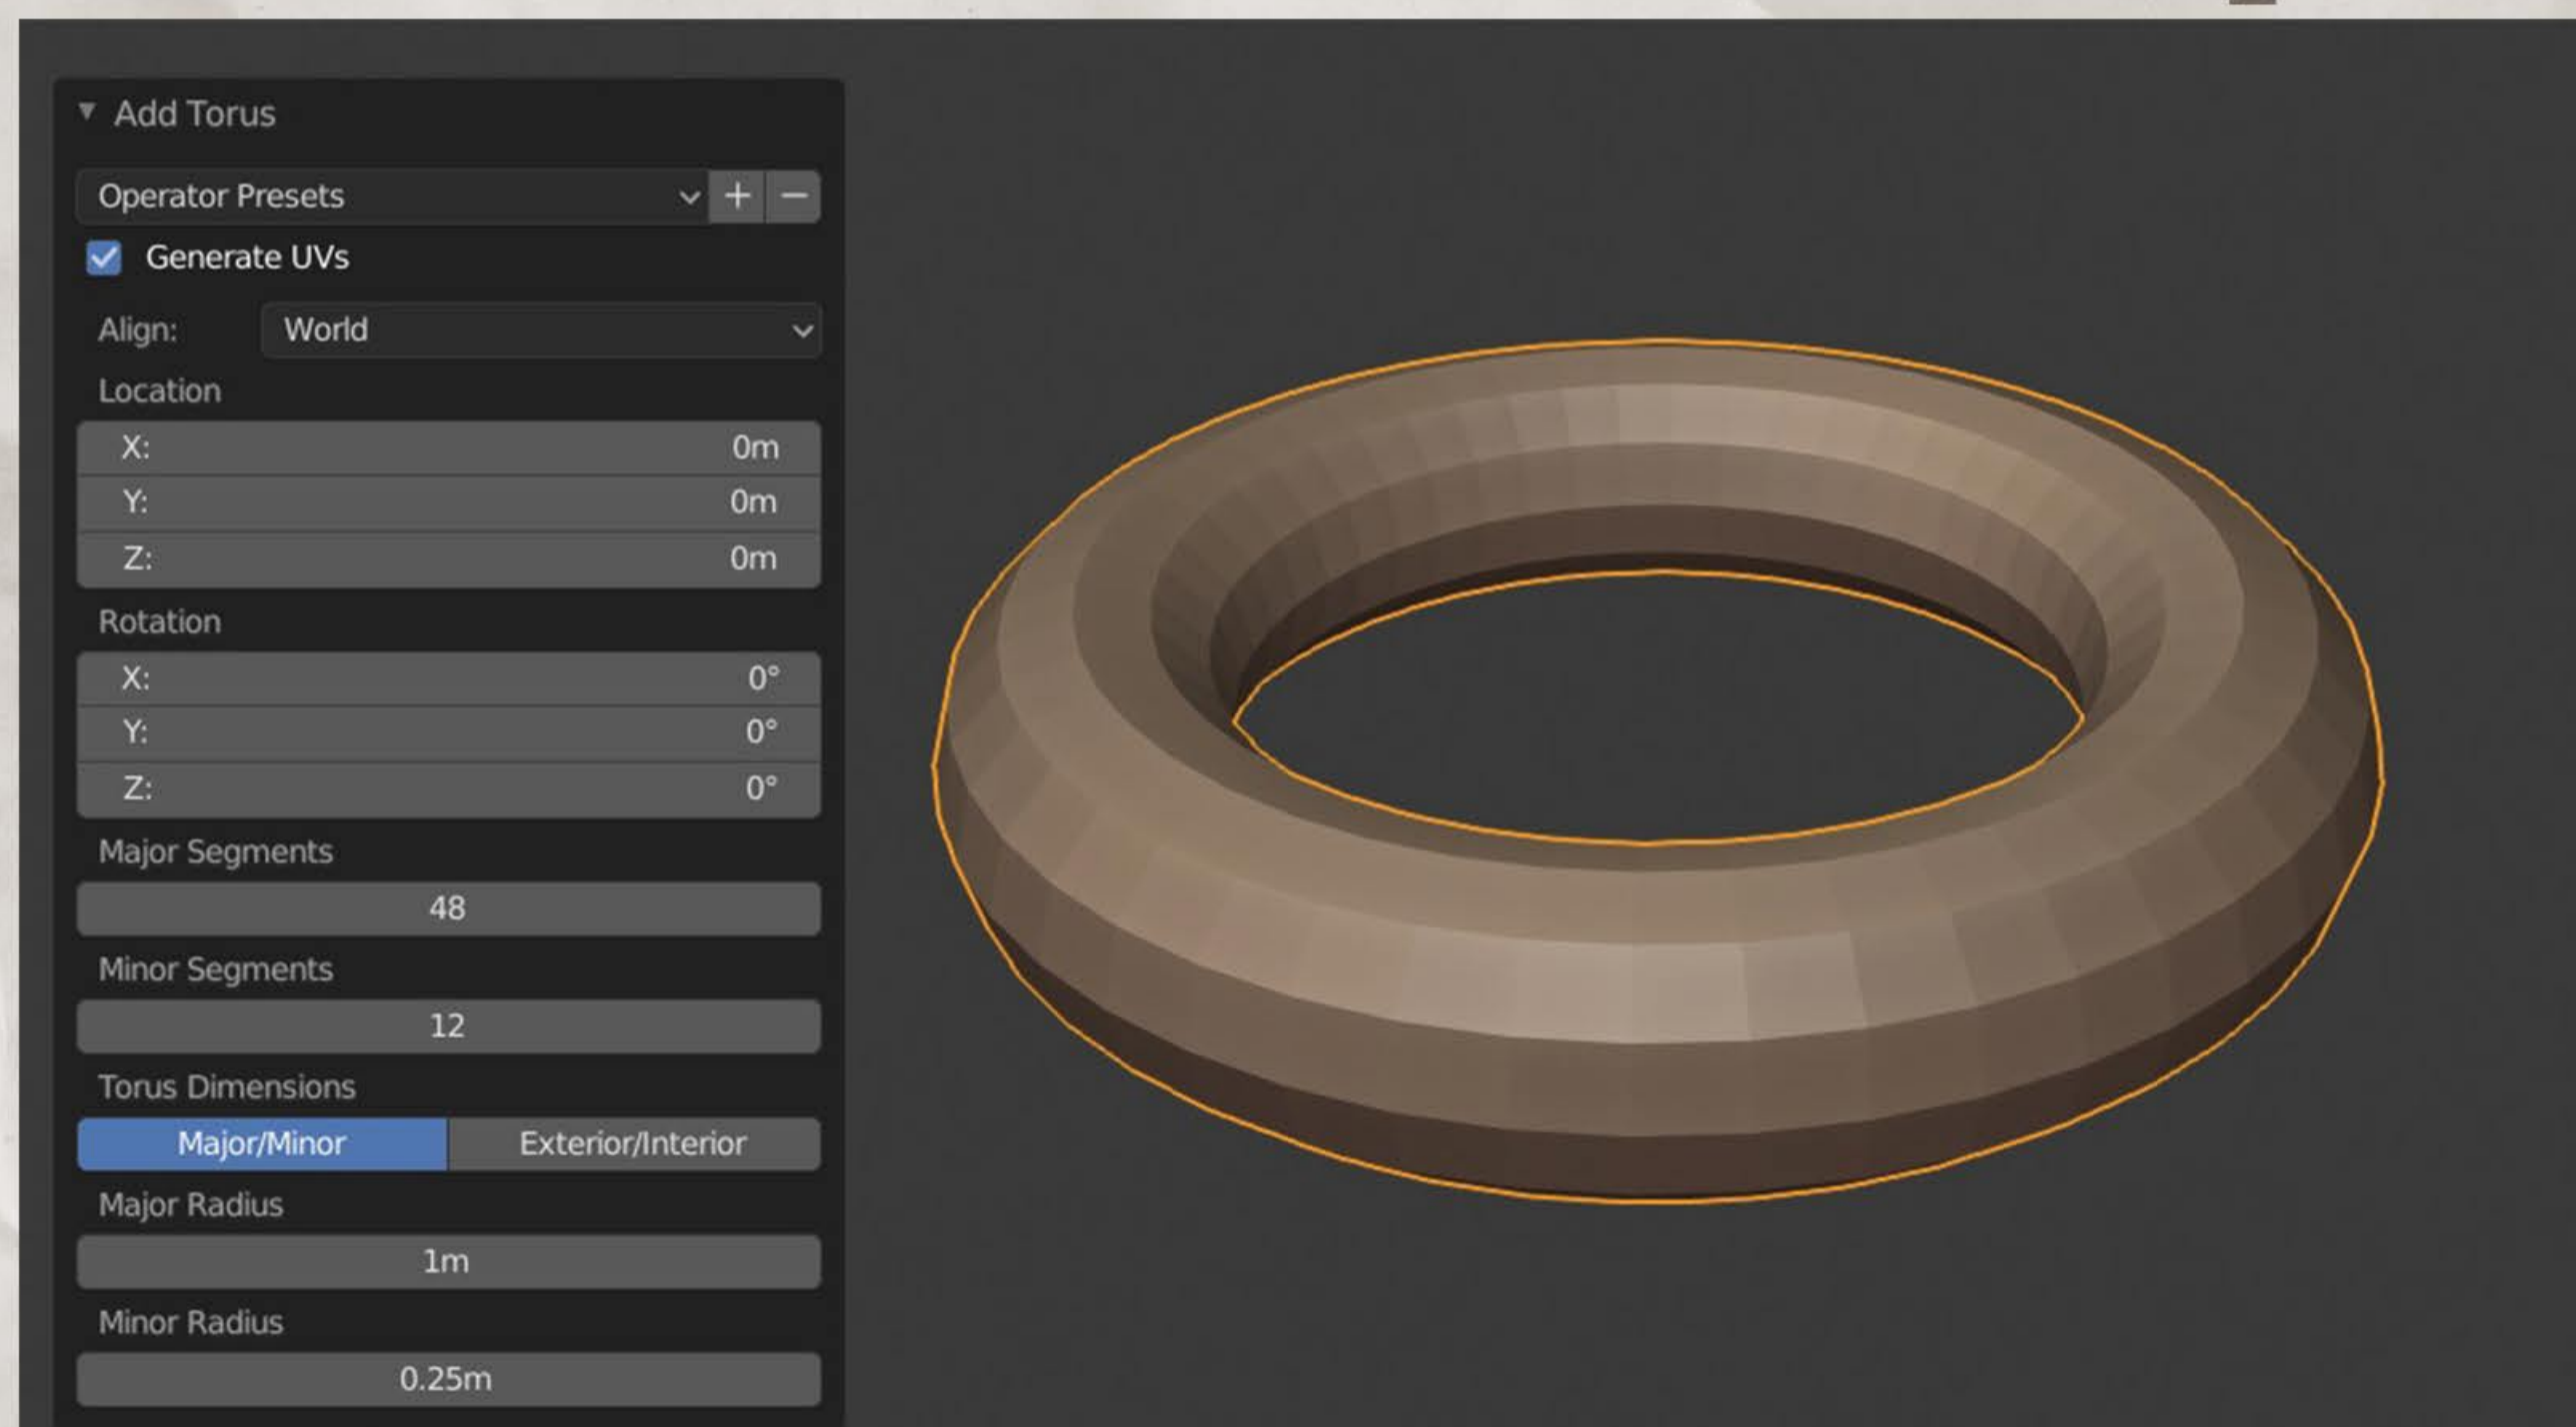 Add Torus
Operator Presets
Generate UVs
Align: World
Location
X: 0m
Y: 0m
Z: 0m
Rotation
X: 0°
Y: 0°
Z: 0°
Major Segments
48
Minor Segments
12
Torus Dimensions
Major/Minor Exterior/Interior
Major Radius
1m
Minor Radius
0.25m